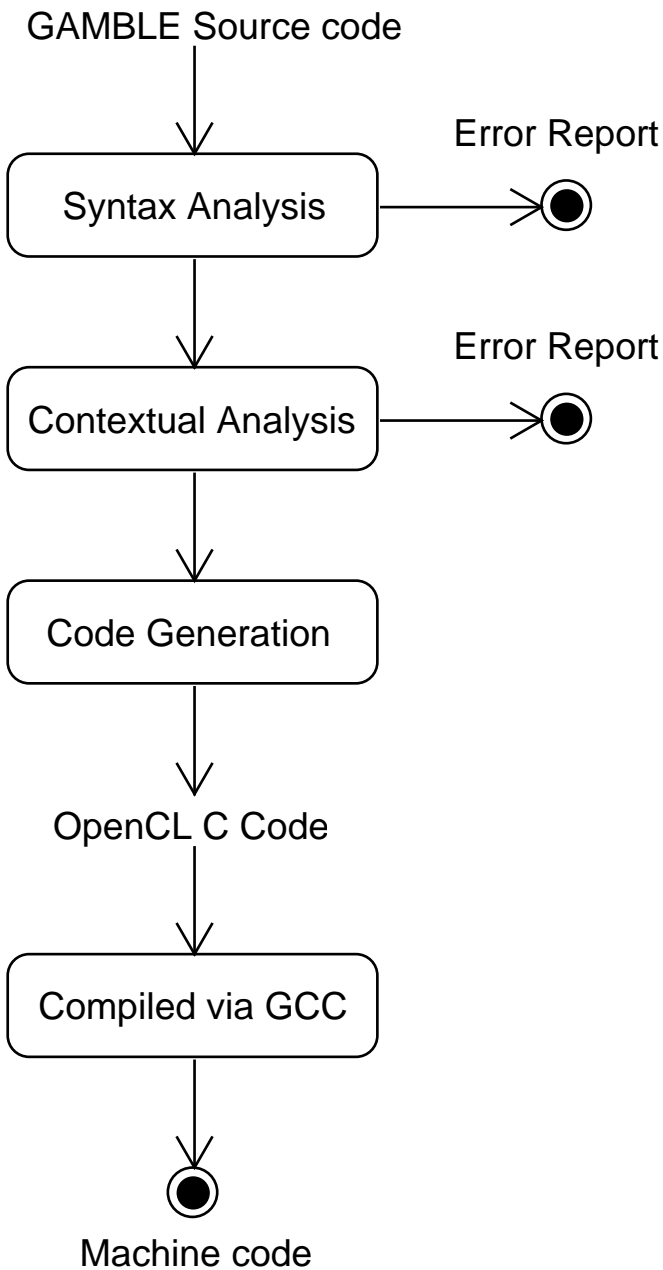 GAMBLE Source code
Error Report
Syntax Analysis
Error Report
Contextual Analysis
Code Generation
OpenCL C Code
Compiled via GCC
Machine code